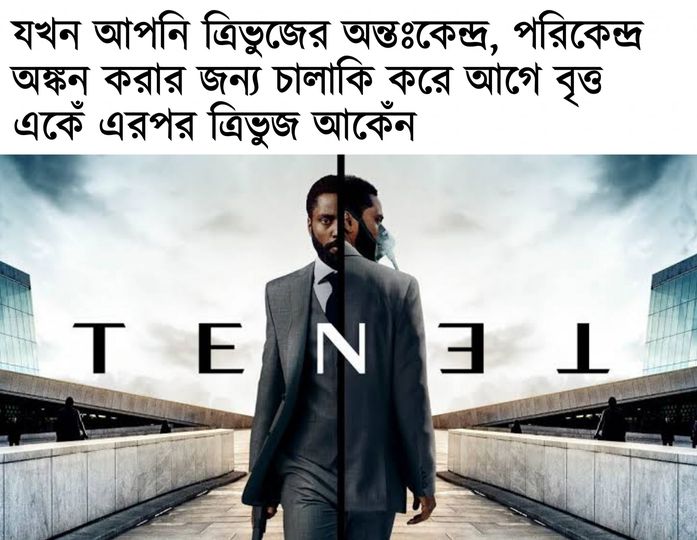 যখন আপনি ত্রিভুজের অন্তঃকেন্দ্র, পরিকেন্দ্র
অঙ্কন করার জন্য চালাকি করে আগে বৃত্ত
একেঁ এরপর ত্রিভুজ আকেঁন
TENET